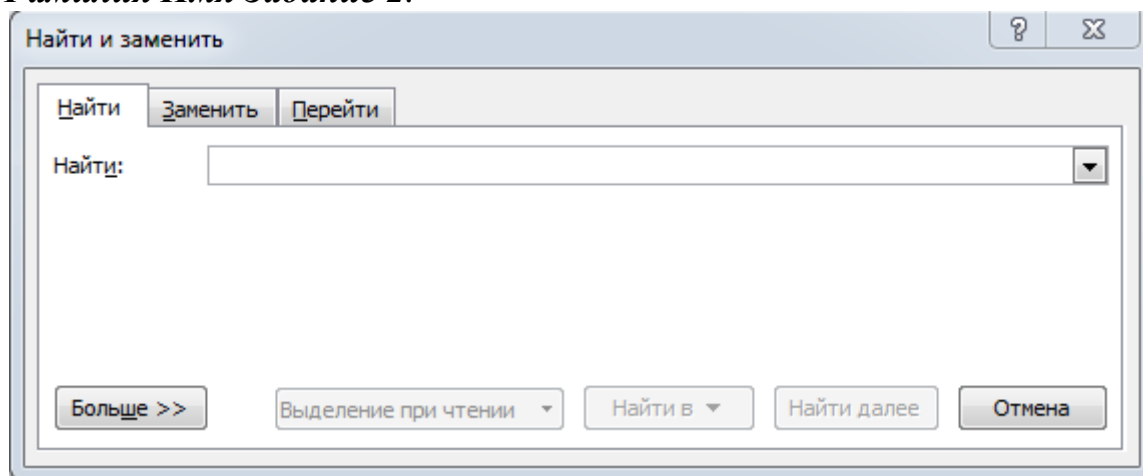 Найти и заменить
Найти Заменить Перейти
Найти:
Больше >> Выделение при чтении Найти в Найти далее Отмена